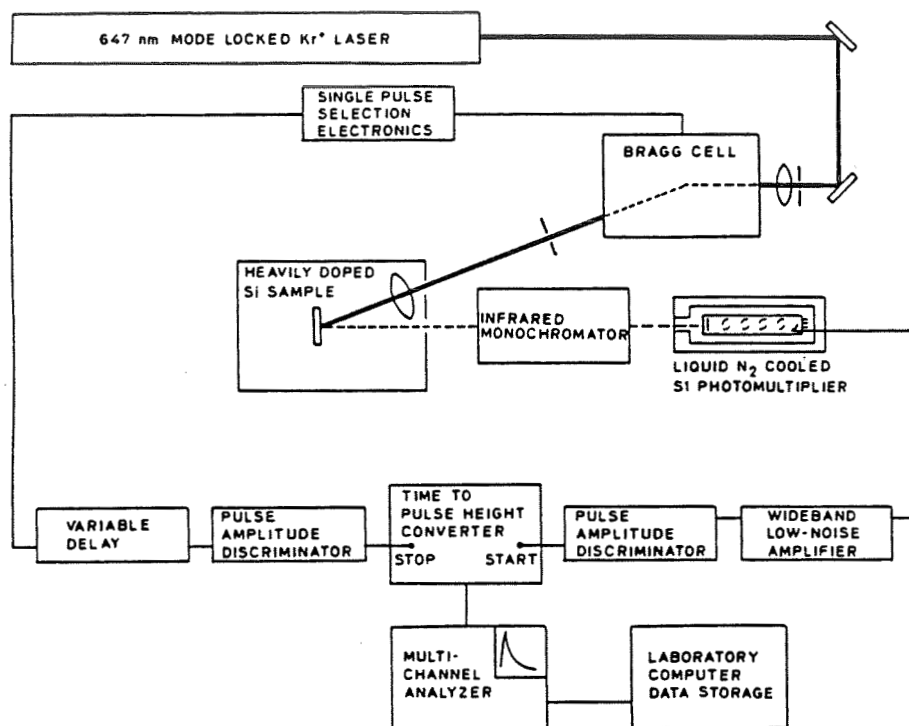 647 nm MODE LOCKED Kr⁺ LASER
SINGLE PULSE
SELECTION
ELECTRONICS
BRAGG CELL
HEAVILY DOPED
Si SAMPLE
INFRARED
MONOCHROMATOR
LIQUID N₂ COOLED
S1 PHOTOMULTIPLIER
VARIABLE
DELAY
PULSE
AMPLITUDE
DISCRIMINATOR
TIME TO
PULSE HEIGHT
CONVERTER
STOP START
PULSE
AMPLITUDE
DISCRIMINATOR
WIDEBAND
LOW-NOISE
AMPLIFIER
MULTI-
CHANNEL
ANALYZER
LABORATORY
COMPUTER
DATA STORAGE